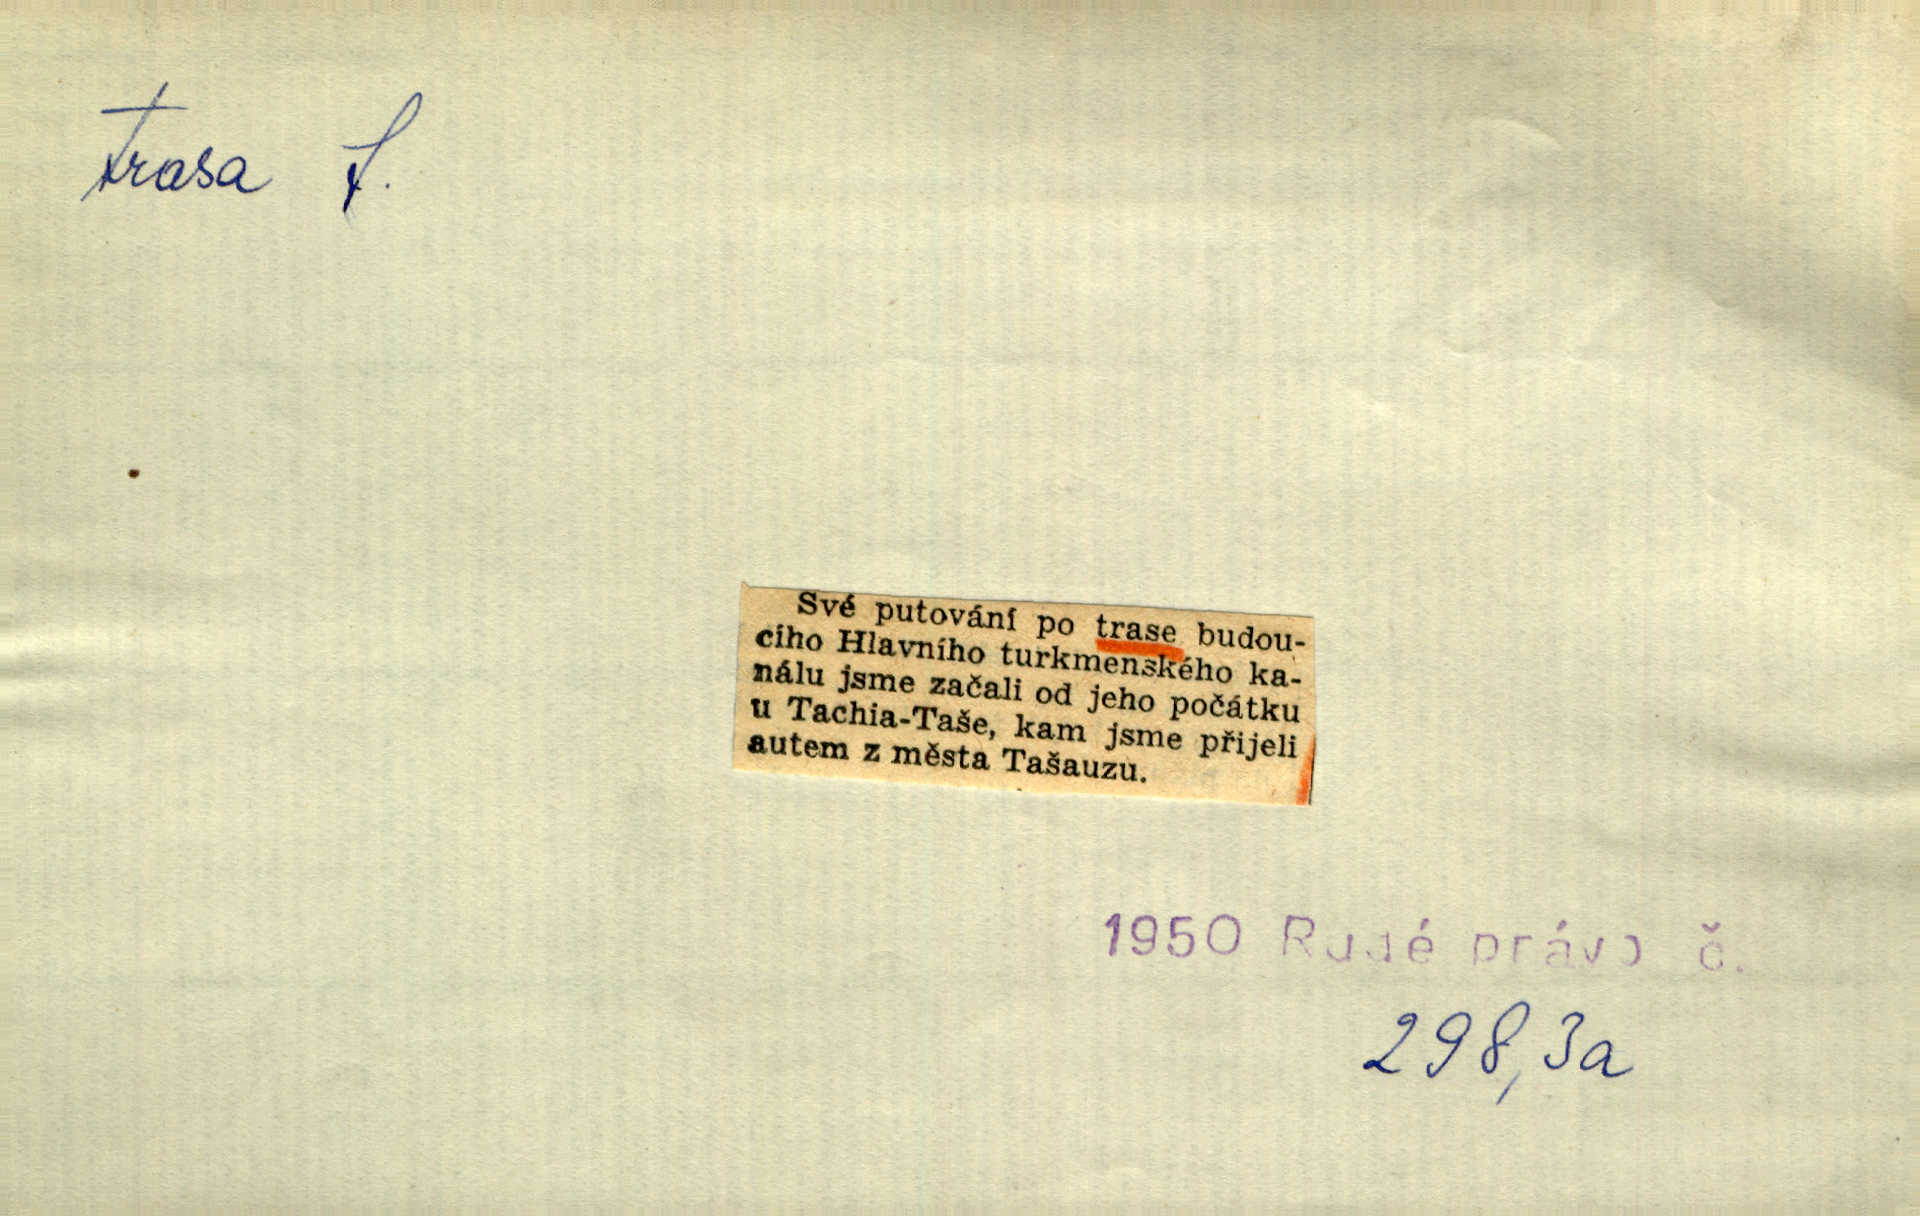 trasa f.
Své putování po trase budou-
cího Hlavního turkmenského ka-
nálu jsme začali od jeho počátku
u Tachia-Taše, kam jsme přijeli
autem z města Tašauzu.
1950 Rudé právo č.
298,3a